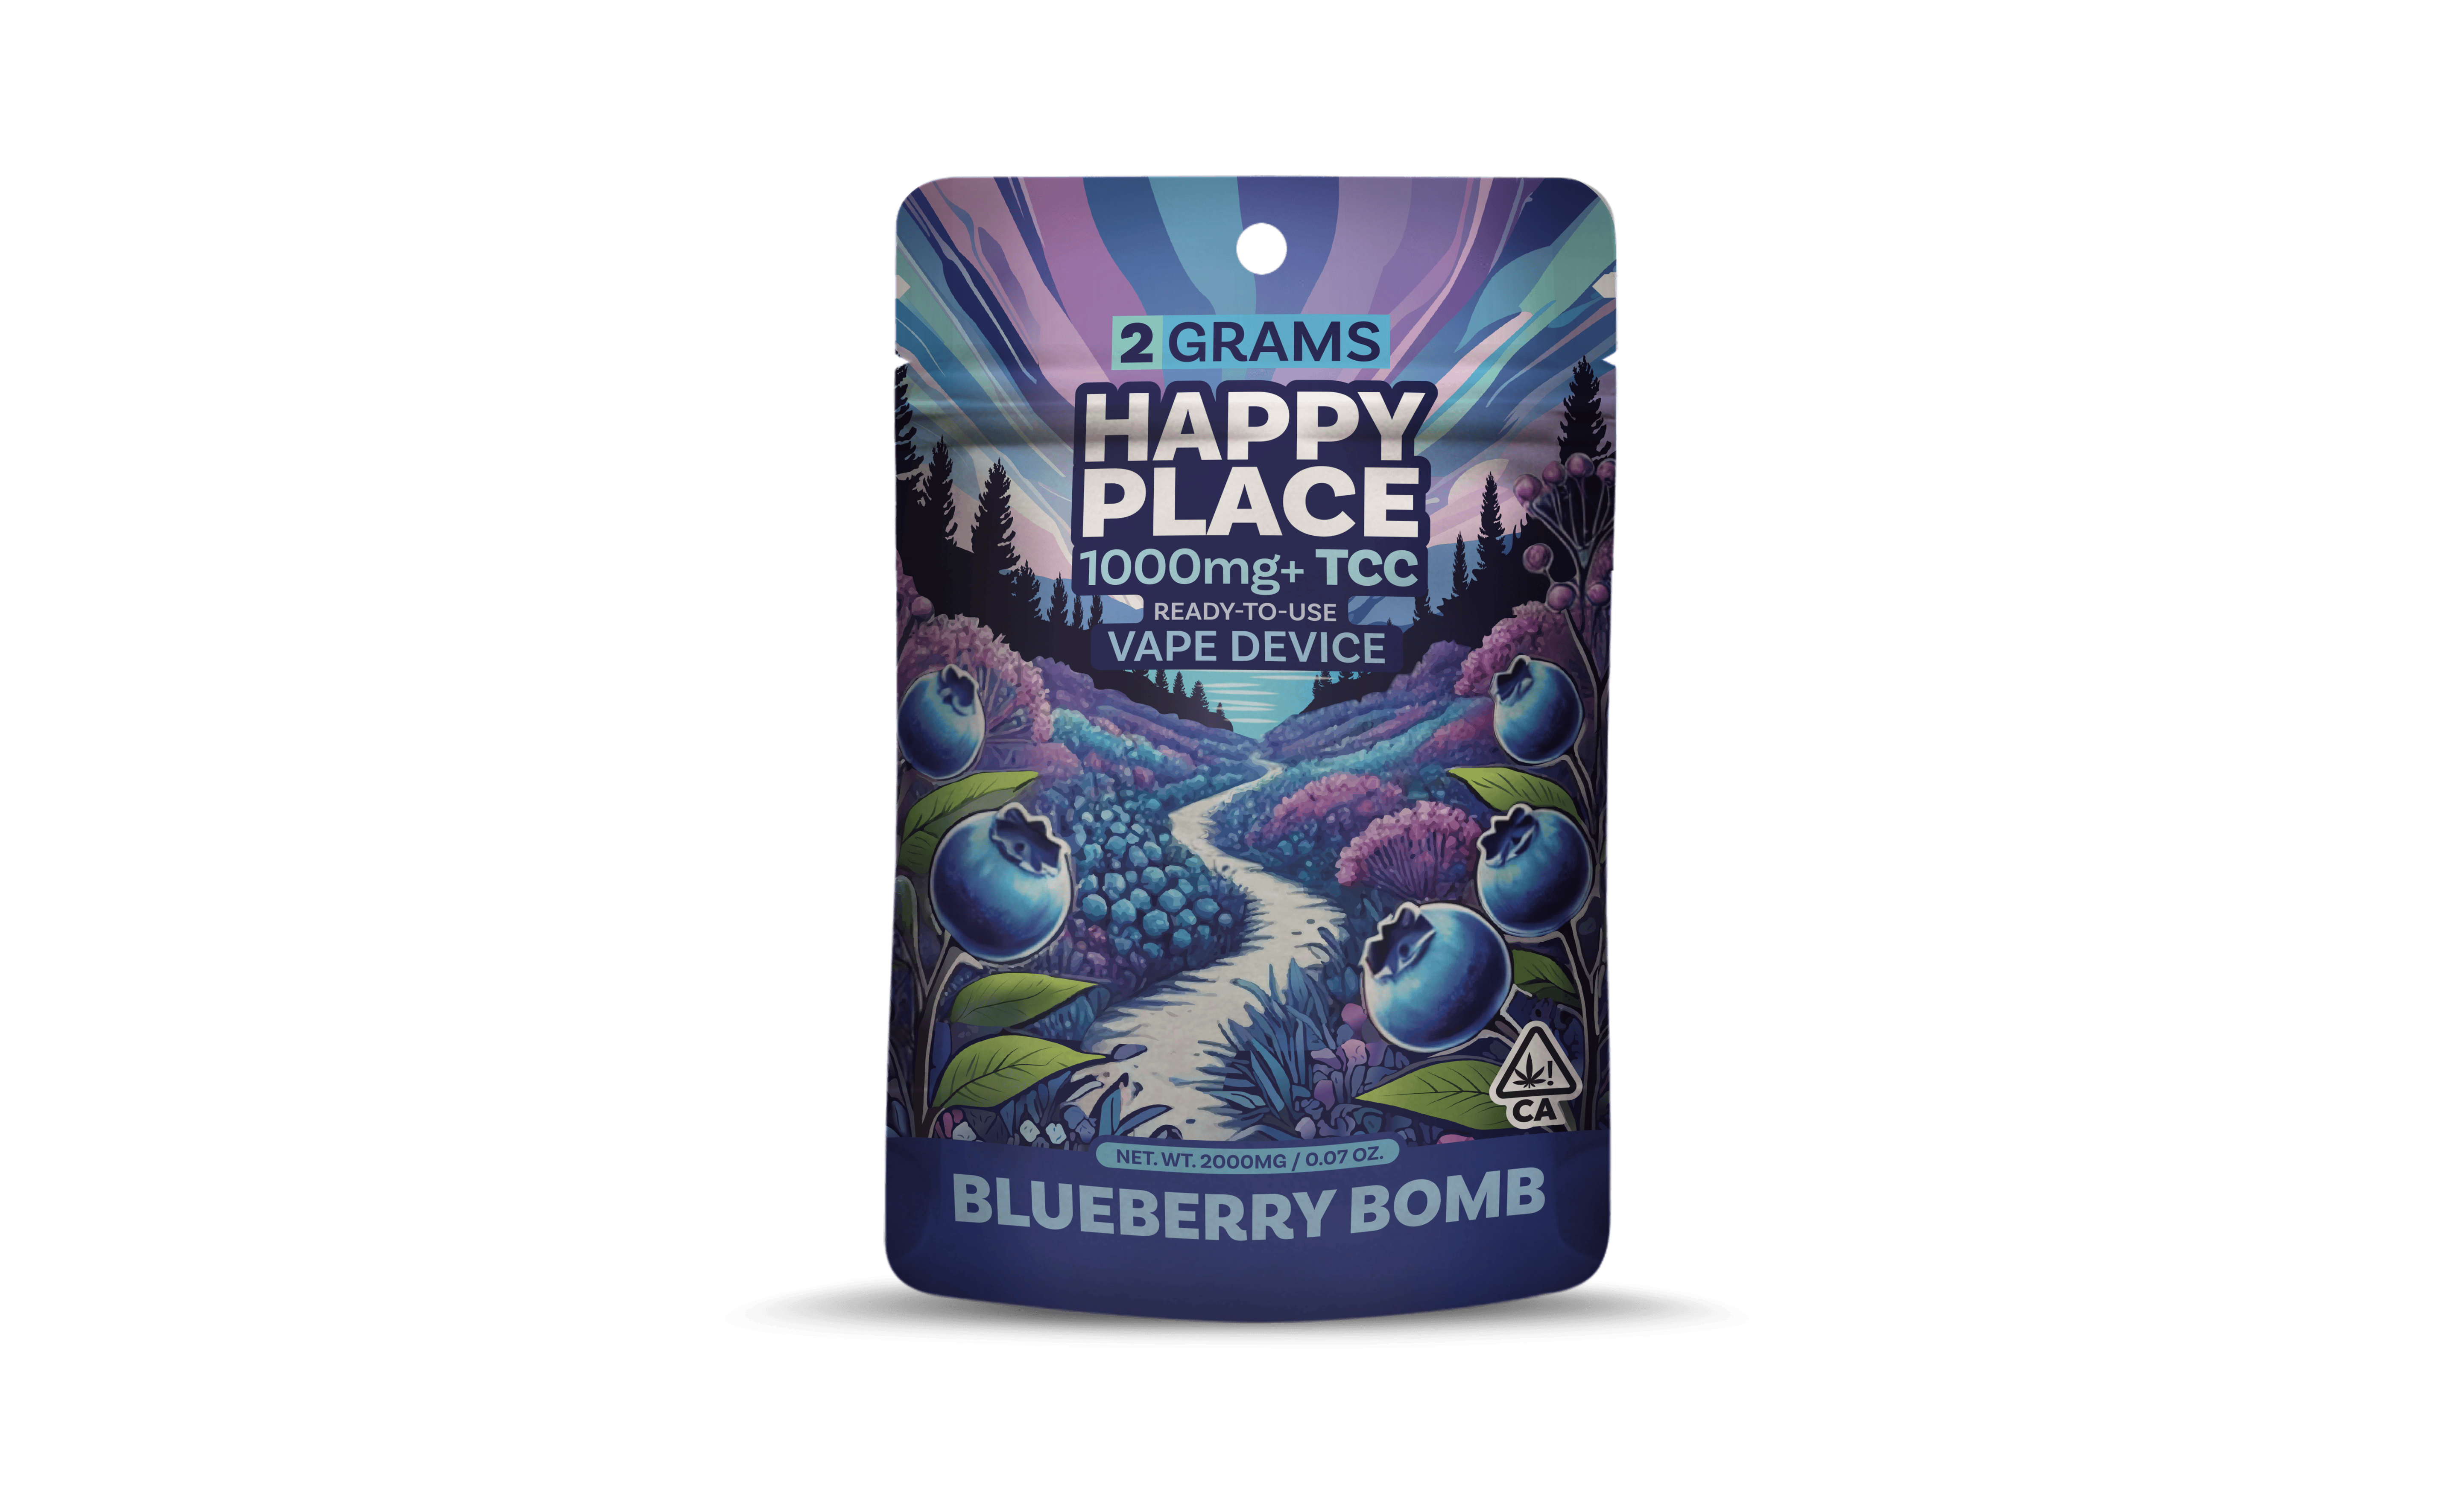 2 GRAMS
HAPPY
PLACE
1000mg+ TCC
READY-TO-USE
VAPE DEVICE
!
CA
NET. WT. 2000MG / 0.07 OZ.
BLUEBERRY BOMB